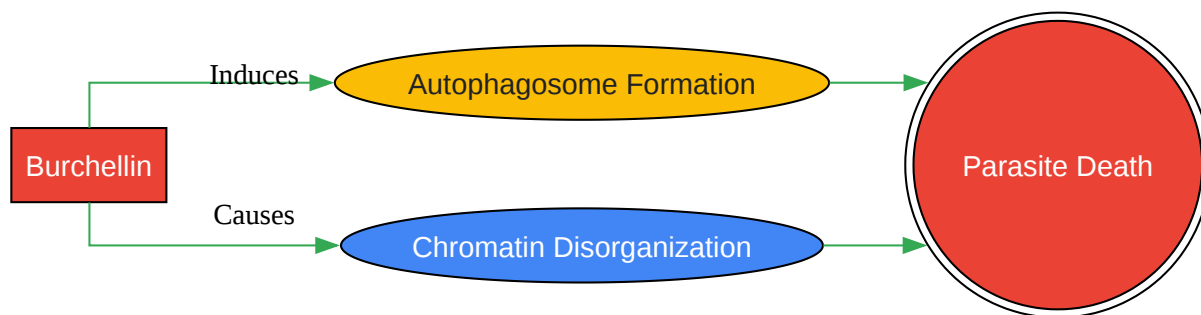 Induces
Autophagosome Formation
Burchellin
Parasite Death
Causes
Chromatin Disorganization